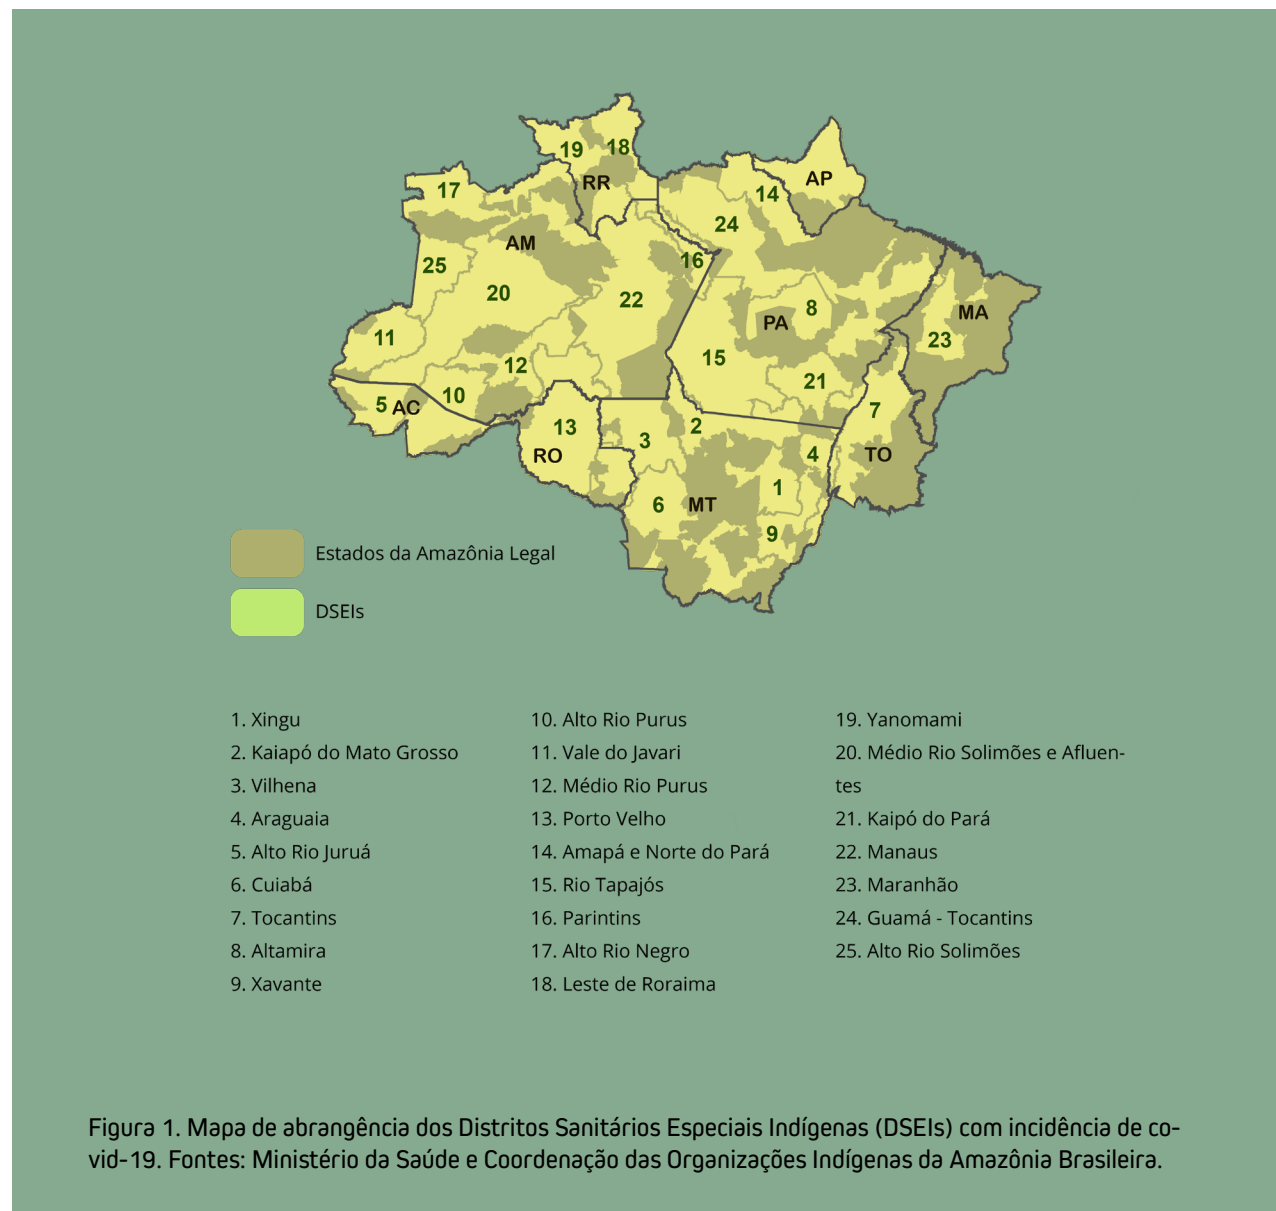 19
18
17
RR
14
AP
24
AM
25
16
20
22
8
PA
MA
11
23
12
15
21
5
AC
10
7
13
2
3
RO
4
TO
1
6
MT
9
Estados da Amazônia Legal
DSEIs
1. Xingu
2. Kaiapó do Mato Grosso
3. Vilhena
4. Araguaia
5. Alto Rio Juruá
6. Cuiabá
7. Tocantins
8. Altamira
9. Xavante
10. Alto Rio Purus
11. Vale do Javari
12. Médio Rio Purus
13. Porto Velho
14. Amapá e Norte do Pará
15. Rio Tapajós
16. Parintins
17. Alto Rio Negro
18. Leste de Roraima
19. Yanomami
20. Médio Rio Solimões e Afluen-
tes
21. Kaipó do Pará
22. Manaus
23. Maranhão
24. Guamá - Tocantins
25. Alto Rio Solimões
Figura 1. Mapa de abrangência dos Distritos Sanitários Especiais Indígenas (DSEIs) com incidência de co-
vid-19. Fontes: Ministério da Saúde e Coordenação das Organizações Indígenas da Amazônia Brasileira.